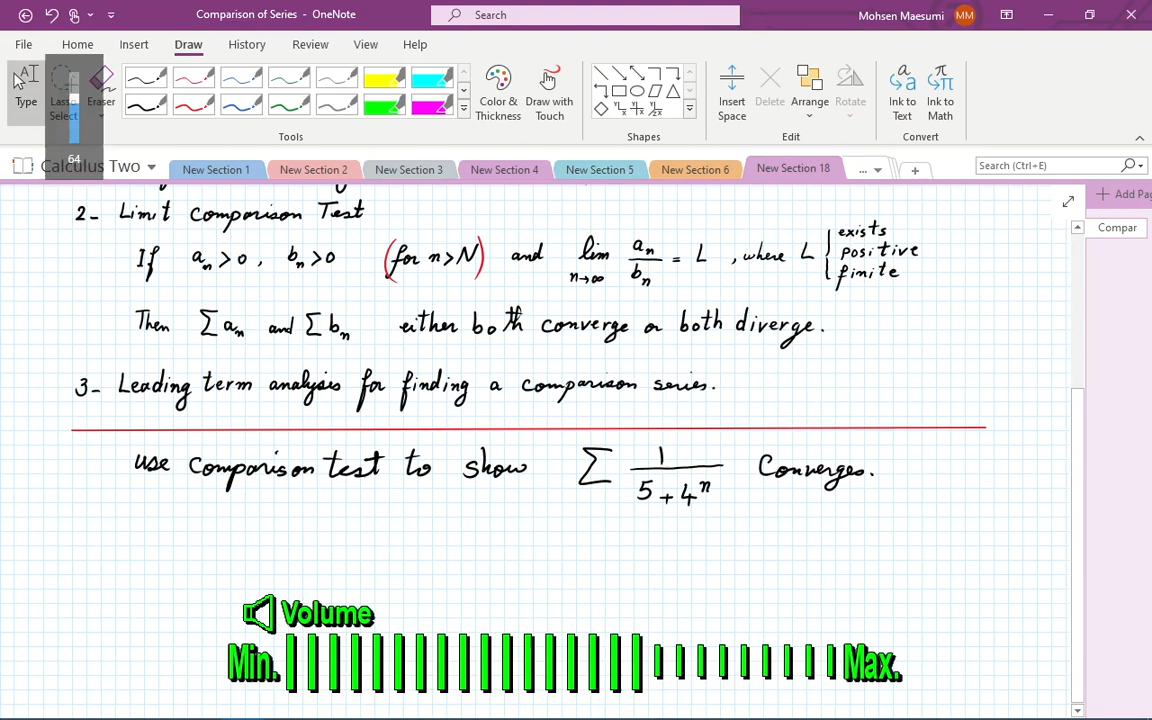 Comparison of Series - OneNote
Search
Mohsen Maesumi
MM
File Home Insert Draw History Review View Help
Type
Lasso Select
Eraser
Color & Thickness
Draw with Touch
Insert Space
Delete
Arrange
Rotate
Ink to Text
Ink to Math
Tools
Shapes
Edit
Convert
64
Calculus Two
New Section 1 New Section 2 New Section 3 New Section 4 New Section 5 New Section 6 New Section 18 ...
Search (Ctrl+E)
Add Pag
Compar
2- Limit Comparison Test
If aₙ > 0, bₙ > 0 (for n > N) and lim n→∞ aₙ/bₙ = L, where L { exists positive finite
Then Σ aₙ and Σ bₙ either both converge or both diverge.
3- Leading term analysis for finding a comparison series.
Use comparison test to show Σ 1/(5+4ⁿ) Converges.
Volume
Min. Max.